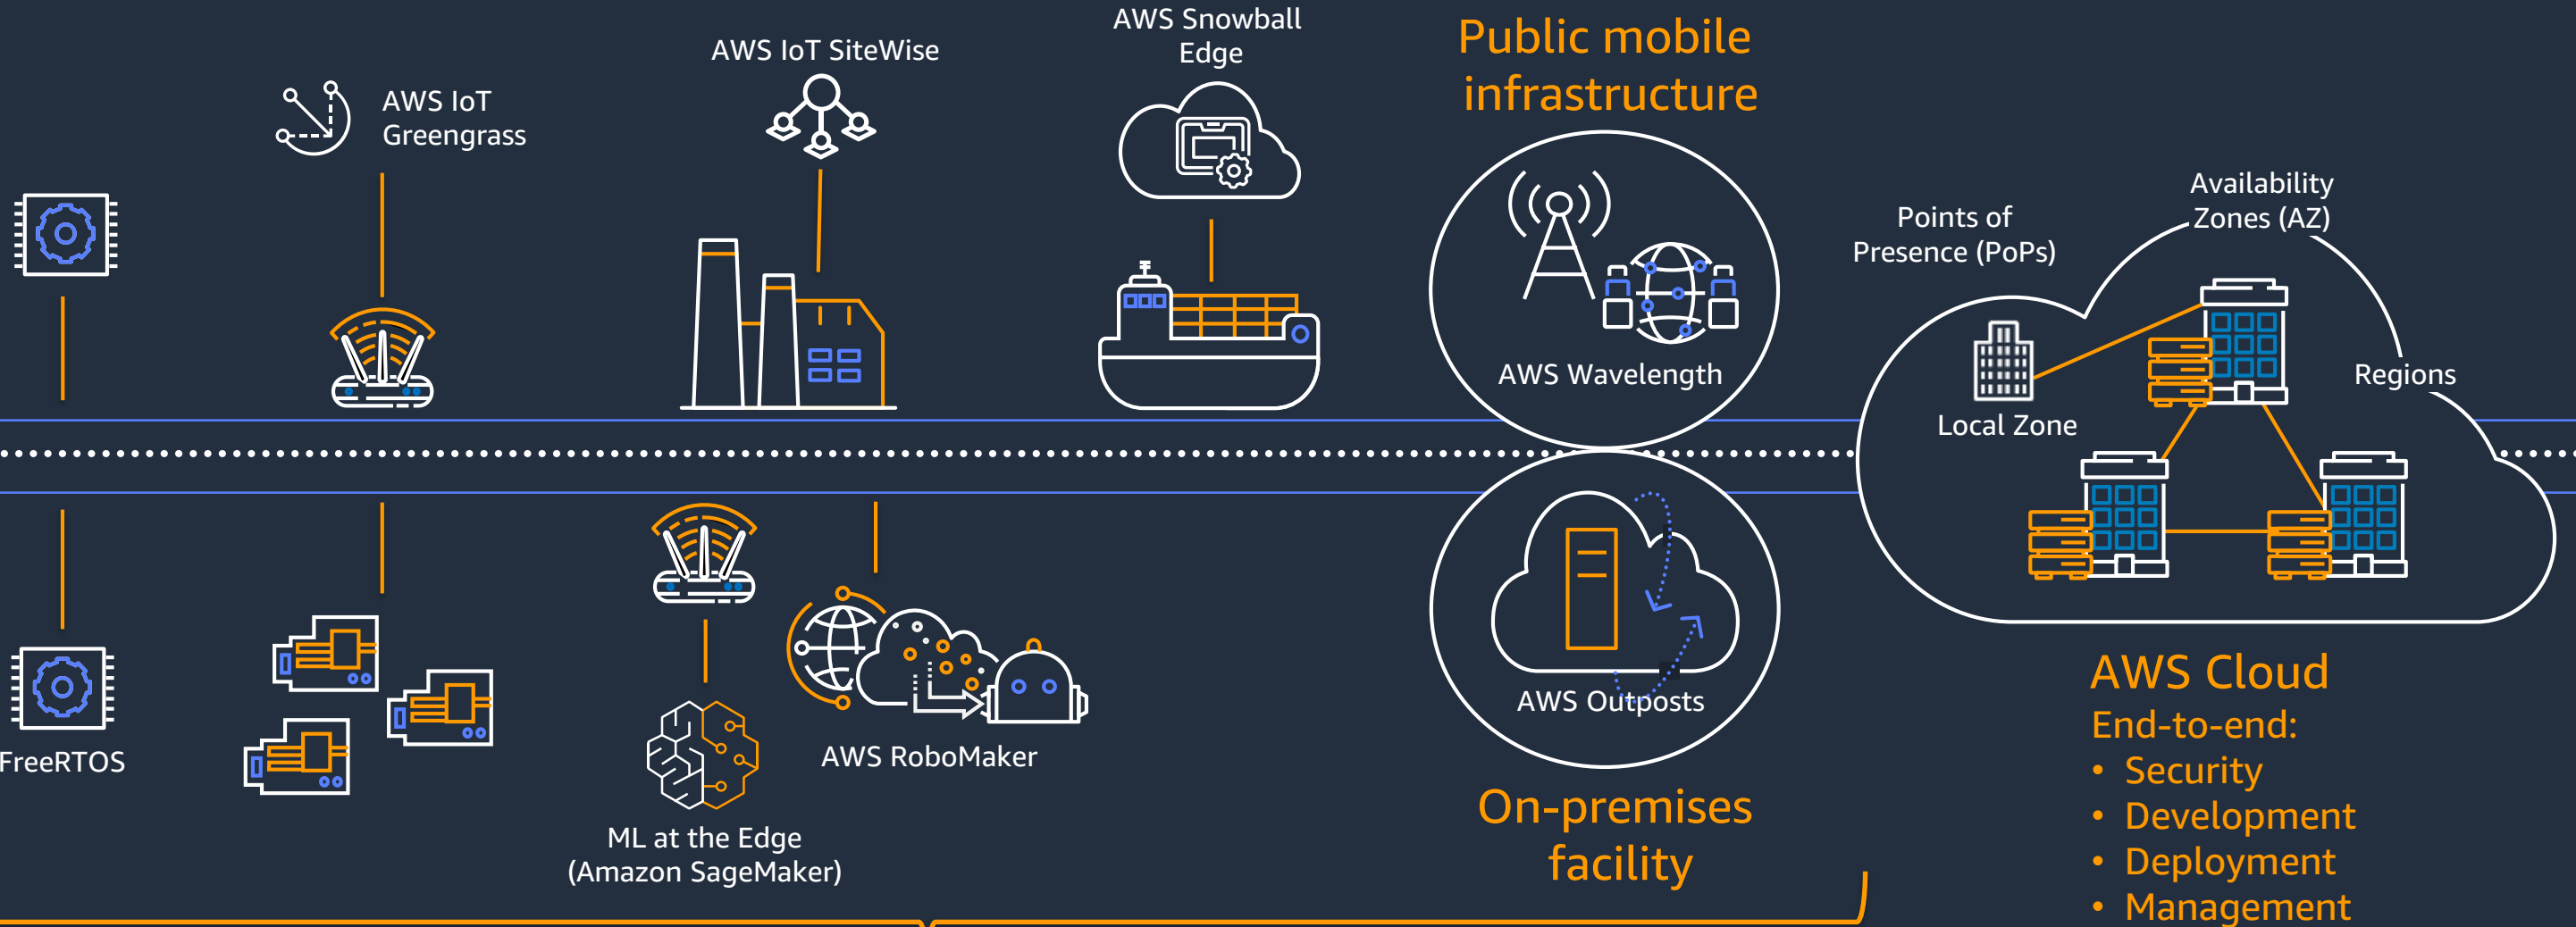 AWS IoT
Greengrass
AWS IoT SiteWise
AWS Snowball
Edge
Public mobile
infrastructure
AWS Wavelength
Points of
Presence (PoPs)
Availability
Zones (AZ)
Regions
Local Zone
FreeRTOS
ML at the Edge
(Amazon SageMaker)
AWS RoboMaker
AWS Outposts
On-premises
facility
AWS Cloud
End-to-end:
• Security
• Development
• Deployment
• Management